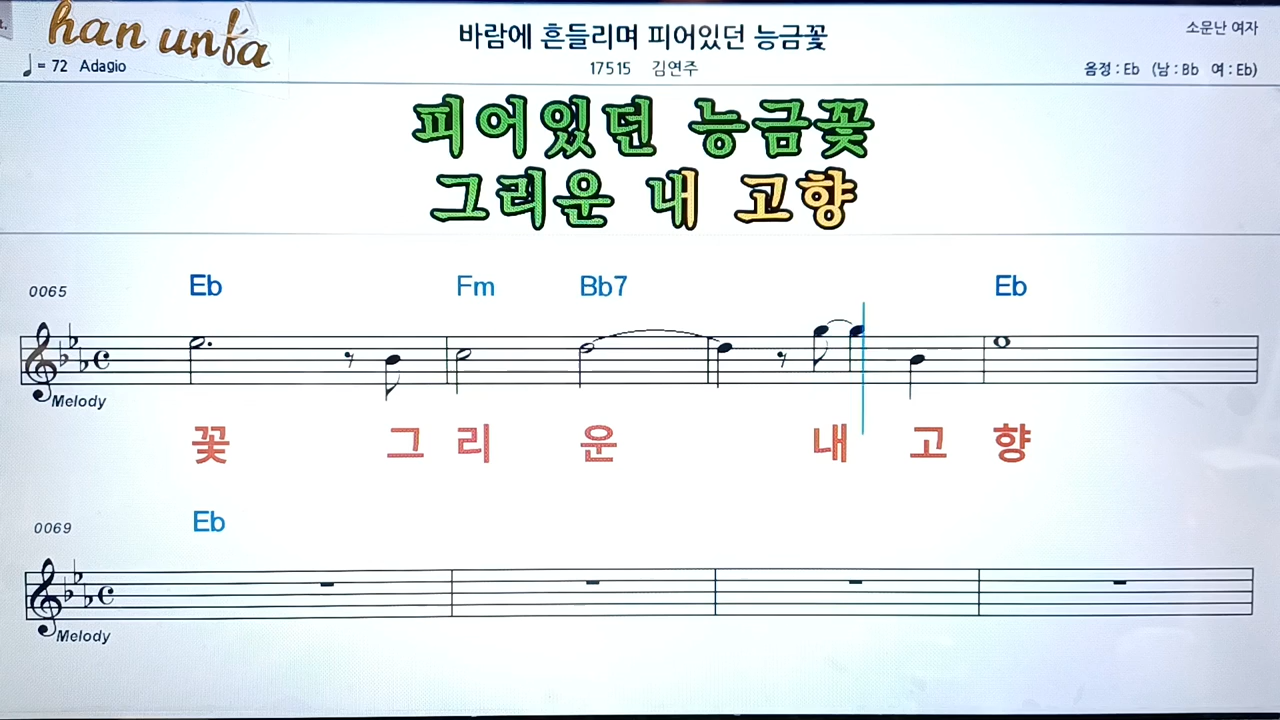 han unfa
바람에 흔들리며 피어있던 능금꽃
소문난 여자
= 72 Adagio
17515 김연주
음정 : Eb (남 : Bb 여 : Eb)
피어있던 능금꽃
그리운 내 고향
0065 Eb Fm Bb7 Eb
Melody
꽃 그 리 운 내 고 향
0069 Eb
Melody